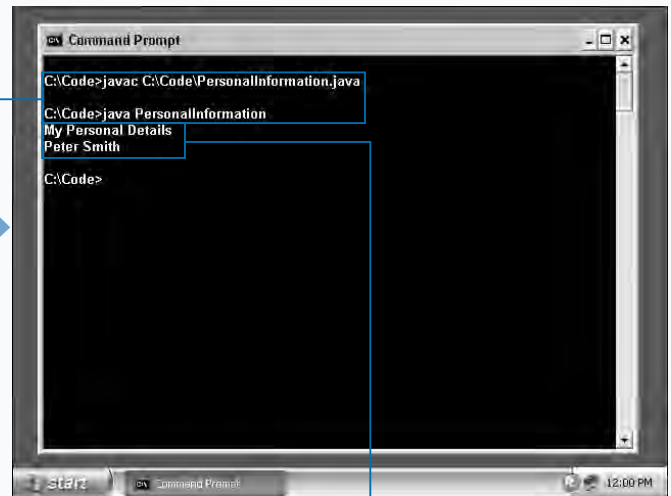 Command Prompt
C:\Code>javac C:\Code\PersonalInformation.java
C:\Code>java PersonalInformation
My Personal Details
Peter Smith
C:\Code>
start
Command Prompt
12:00 PM